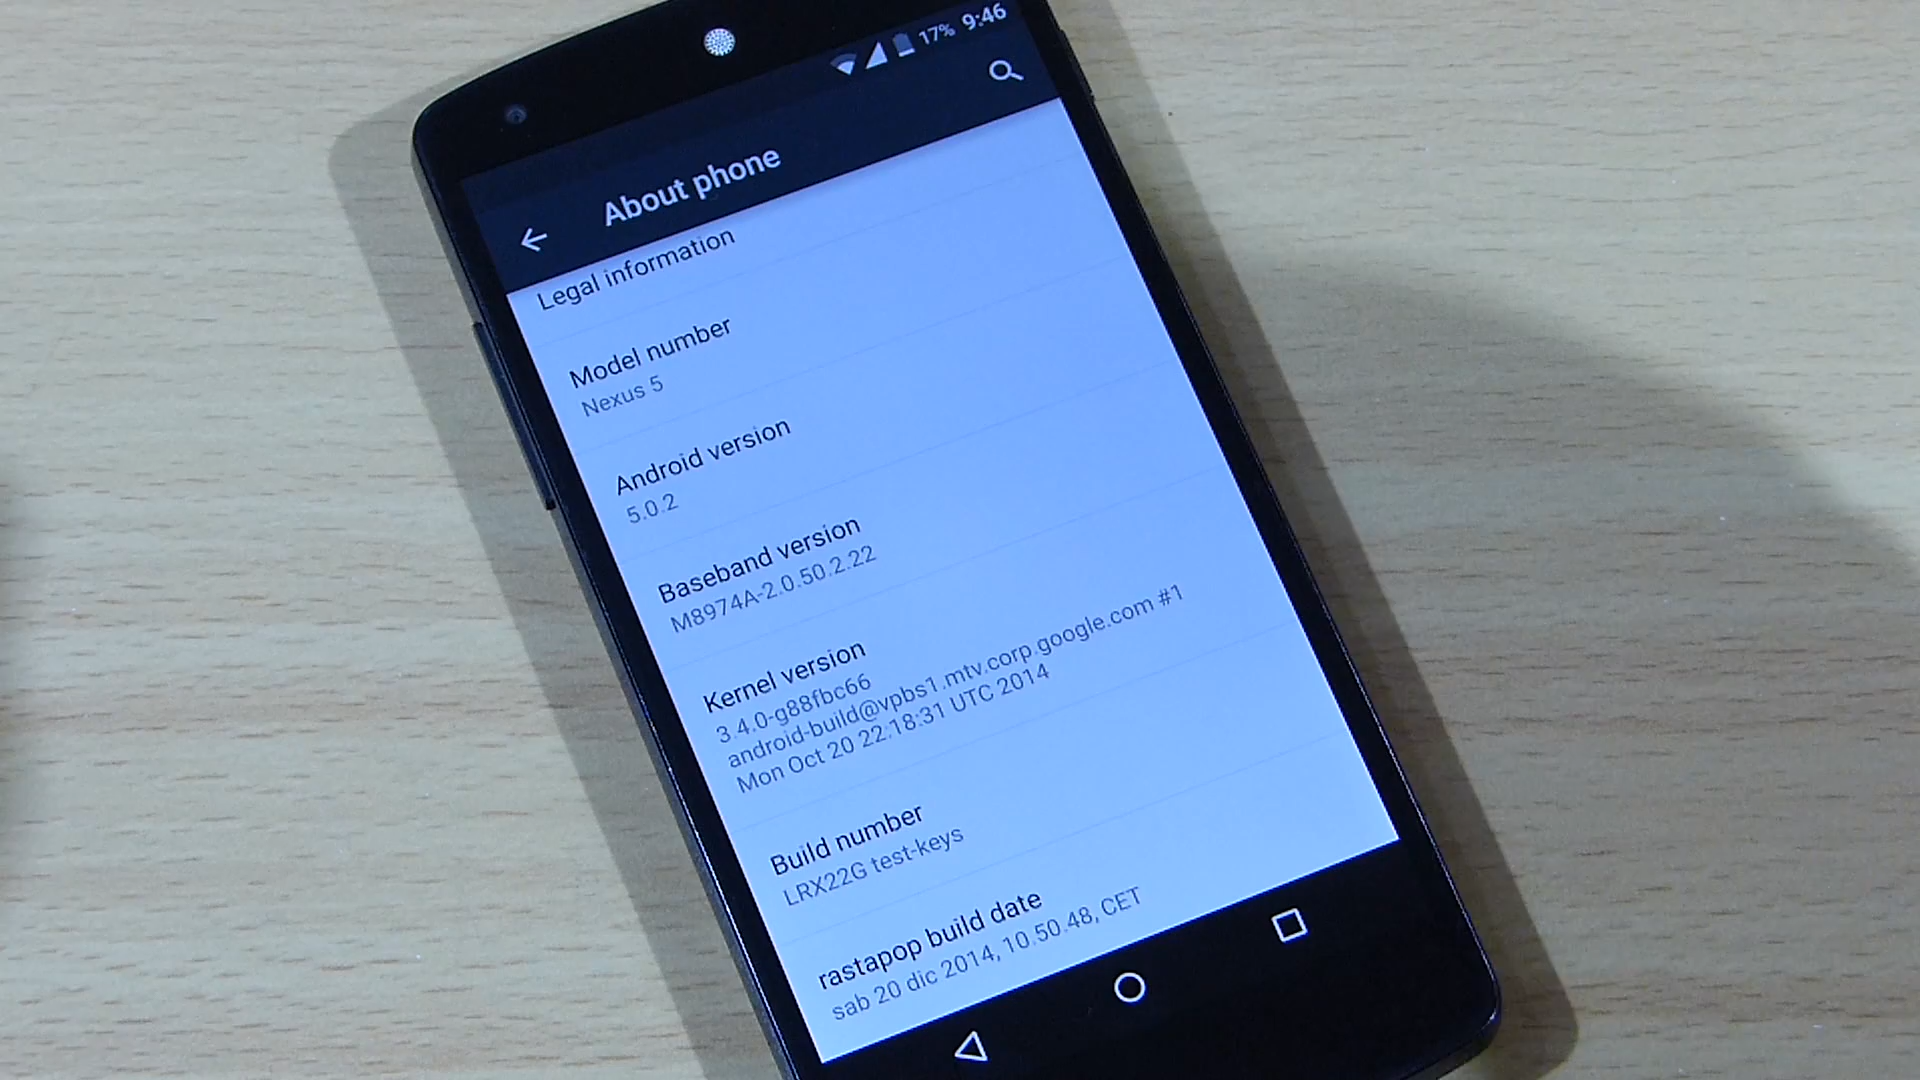 17% 9:46
About phone
Legal information
Model number
Nexus 5
Android version
5.0.2
Baseband version
M8974A-2.0.50.2.22
Kernel version
3.4.0-g88fbc66
android-build@vpbs1.mtv.corp.google.com #1
Mon Oct 20 22:18:31 UTC 2014
Build number
LRX22G test-keys
rastapop build date
sab 20 dic 2014, 10.50.48, CET